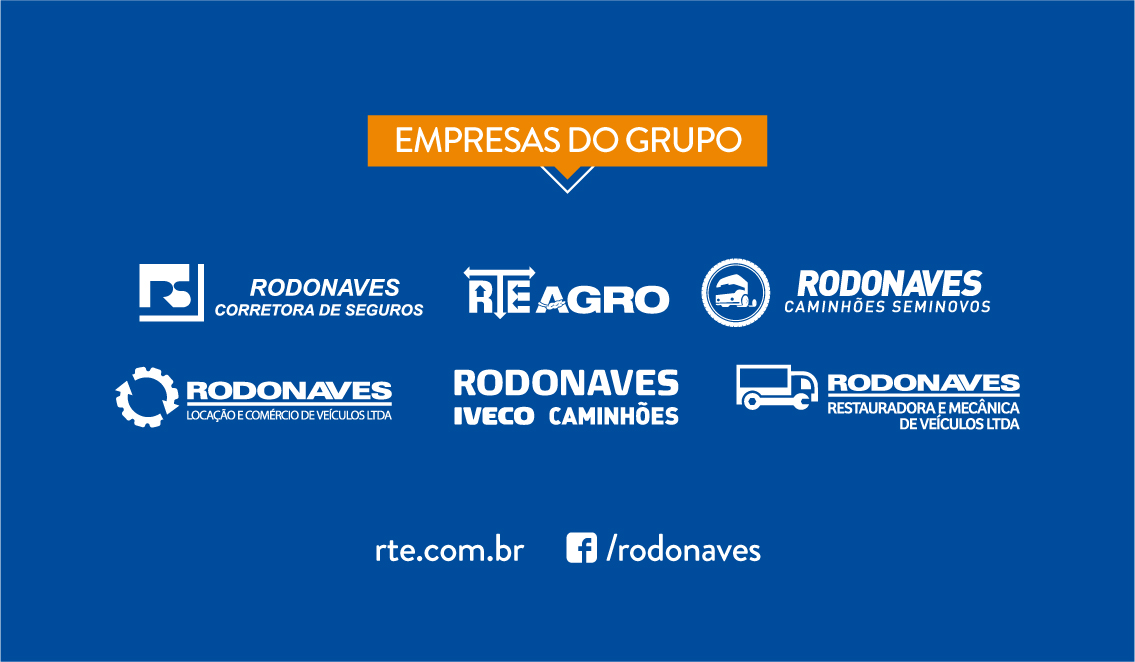 EMPRESAS DO GRUPO
RS
RODONAVES
CORRETORA DE SEGUROS
RTE AGRO
RODONAVES
CAMINHÕES SEMINOVOS
RODONAVES
LOCAÇÃO E COMÉRCIO DE VEÍCULOS LTDA
RODONAVES
IVECO CAMINHÕES
RODONAVES
RESTAURADORA E MECÂNICA
DE VEÍCULOS LTDA
rte.com.br f /rodonaves